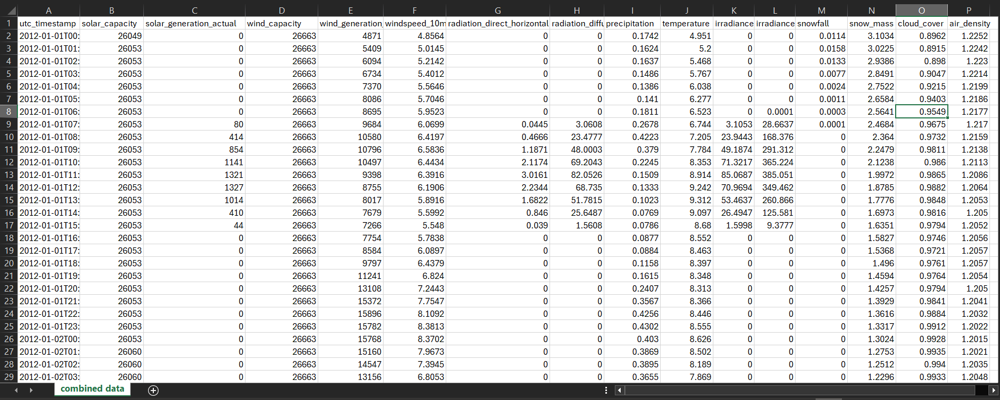 A B C D E F G H I J K L M N O P
1 utc_timestamp solar_capacity solar_generation_actual wind_capacity wind_generation_ windspeed_10m radiation_direct_horizontal radiation_diffu precipitation temperature irradiance irradiance snowfall snow_mass cloud_cover air_density
2 2012-01-01T00: 26049 0 26663 4871 4.8564 0 0 0.1742 4.951 0 0 0.0114 3.1034 0.8962 1.2252
3 2012-01-01T01: 26053 0 26663 5409 5.0145 0 0 0.1624 5.2 0 0 0.0158 3.0225 0.8915 1.2242
4 2012-01-01T02: 26053 0 26663 6094 5.2142 0 0 0.1637 5.468 0 0 0.0133 2.9386 0.898 1.223
5 2012-01-01T03: 26053 0 26663 6734 5.4012 0 0 0.1486 5.767 0 0 0.0077 2.8491 0.9047 1.2214
6 2012-01-01T04: 26053 0 26663 7370 5.5646 0 0 0.1386 6.038 0 0 0.0024 2.7522 0.9215 1.2199
7 2012-01-01T05: 26053 0 26663 8086 5.7046 0 0 0.141 6.277 0 0 0.0011 2.6584 0.9403 1.2186
8 2012-01-01T06: 26053 0 26663 8695 5.9523 0 0 0.1811 6.523 0 0.0001 0.0003 2.5641 0.9549 1.2177
9 2012-01-01T07: 26053 80 26663 9684 6.0699 0.0445 3.0608 0.2678 6.744 3.1053 28.6637 0.0001 2.4684 0.9675 1.217
10 2012-01-01T08: 26053 414 26663 10580 6.4197 0.4666 23.4777 0.4223 7.205 23.9443 168.376 0 2.364 0.9732 1.2159
11 2012-01-01T09: 26053 854 26663 10796 6.5836 1.1871 48.0003 0.379 7.784 49.1874 291.312 0 2.2479 0.9811 1.2138
12 2012-01-01T10: 26053 1141 26663 10497 6.4434 2.1174 69.2043 0.2245 8.353 71.3217 365.224 0 2.1238 0.986 1.2113
13 2012-01-01T11: 26053 1321 26663 9398 6.3916 3.0161 82.0526 0.1509 8.914 85.0687 385.051 0 1.9972 0.9865 1.2086
14 2012-01-01T12: 26053 1327 26663 8755 6.1906 2.2344 68.735 0.1333 9.242 70.9694 349.462 0 1.8785 0.9882 1.2064
15 2012-01-01T13: 26053 1014 26663 8017 5.8916 1.6822 51.7815 0.1023 9.312 53.4637 260.866 0 1.7776 0.9848 1.2053
16 2012-01-01T14: 26053 410 26663 7679 5.5992 0.846 25.6487 0.0769 9.097 26.4947 125.581 0 1.6973 0.9816 1.205
17 2012-01-01T15: 26053 44 26663 7266 5.548 0.039 1.5608 0.0786 8.68 1.5998 9.3777 0 1.6351 0.9794 1.2052
18 2012-01-01T16: 26053 0 26663 7754 5.7838 0 0 0.0877 8.552 0 0 0 1.5827 0.9746 1.2056
19 2012-01-01T17: 26053 0 26663 8584 6.0897 0 0 0.0884 8.463 0 0 0 1.5368 0.9721 1.2057
20 2012-01-01T18: 26053 0 26663 9797 6.4379 0 0 0.1158 8.397 0 0 0 1.496 0.9761 1.2057
21 2012-01-01T19: 26053 0 26663 11241 6.824 0 0 0.1615 8.348 0 0 0 1.4594 0.9764 1.2054
22 2012-01-01T20: 26053 0 26663 13108 7.2443 0 0 0.2407 8.313 0 0 0 1.4257 0.9794 1.205
23 2012-01-01T21: 26053 0 26663 15372 7.7547 0 0 0.3567 8.366 0 0 0 1.3929 0.9841 1.2041
24 2012-01-01T22: 26053 0 26663 15896 8.1092 0 0 0.4256 8.446 0 0 0 1.3616 0.9884 1.2032
25 2012-01-01T23: 26053 0 26663 15782 8.3813 0 0 0.4302 8.555 0 0 0 1.3317 0.9912 1.2022
26 2012-01-02T00: 26053 0 26663 15768 8.3702 0 0 0.403 8.626 0 0 0 1.3024 0.9928 1.2015
27 2012-01-02T01: 26060 0 26663 15160 7.9673 0 0 0.3869 8.502 0 0 0 1.2753 0.9935 1.2021
28 2012-01-02T02: 26060 0 26663 14547 7.3945 0 0 0.3895 8.189 0 0 0 1.2512 0.994 1.2035
29 2012-01-02T03: 26060 0 26663 13156 6.8053 0 0 0.3655 7.869 0 0 0 1.2296 0.9933 1.2048
combined data